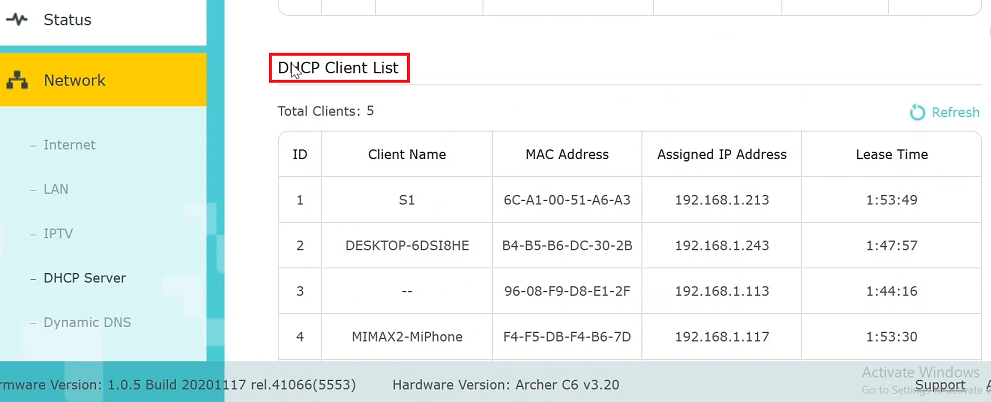 Status
Network
– Internet
– LAN
– IPTV
– DHCP Server
– Dynamic DNS
DHCP Client List
Total Clients: 5
Refresh
ID Client Name MAC Address Assigned IP Address Lease Time
1 S1 6C-A1-00-51-A6-A3 192.168.1.213 1:53:49
2 DESKTOP-6DSI8HE B4-B5-B6-DC-30-2B 192.168.1.243 1:47:57
3 -- 96-08-F9-D8-E1-2F 192.168.1.113 1:44:16
4 MIMAX2-MiPhone F4-F5-DB-F4-B6-7D 192.168.1.117 1:53:30
Version: 1.0.5 Build 20201117 rel.41066(5553) Hardware Version: Archer C6 v3.20 Support
Activate Windows
Go to Settings to activate